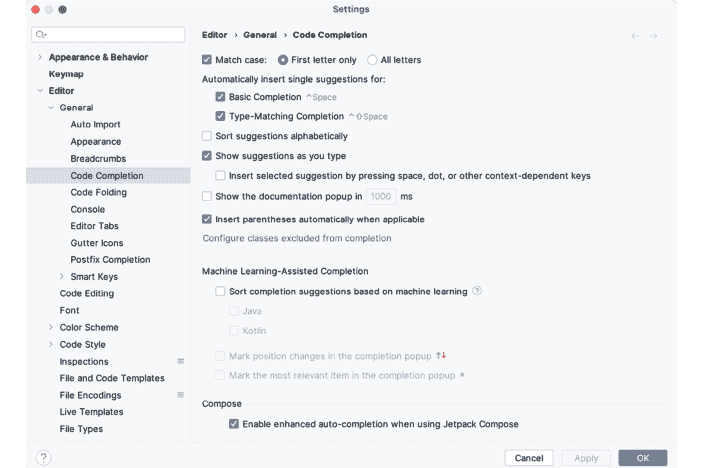 Settings
Editor › General › Code Completion
Appearance & Behavior
Keymap
Editor
General
Auto Import
Appearance
Breadcrumbs
Code Completion
Code Folding
Console
Editor Tabs
Gutter Icons
Postfix Completion
Smart Keys
Code Editing
Font
Color Scheme
Code Style
Inspections
File and Code Templates
File Encodings
Live Templates
File Types
Match case: First letter only All letters
Automatically insert single suggestions for:
Basic Completion ^Space
Type-Matching Completion ^⇧Space
Sort suggestions alphabetically
Show suggestions as you type
Insert selected suggestion by pressing space, dot, or other context-dependent keys
Show the documentation popup in 1000 ms
Insert parentheses automatically when applicable
Configure classes excluded from completion
Machine Learning-Assisted Completion
Sort completion suggestions based on machine learning ?
Java
Kotlin
Mark position changes in the completion popup ↑↓
Mark the most relevant item in the completion popup ★
Compose
Enable enhanced auto-completion when using Jetpack Compose
? Cancel Apply OK